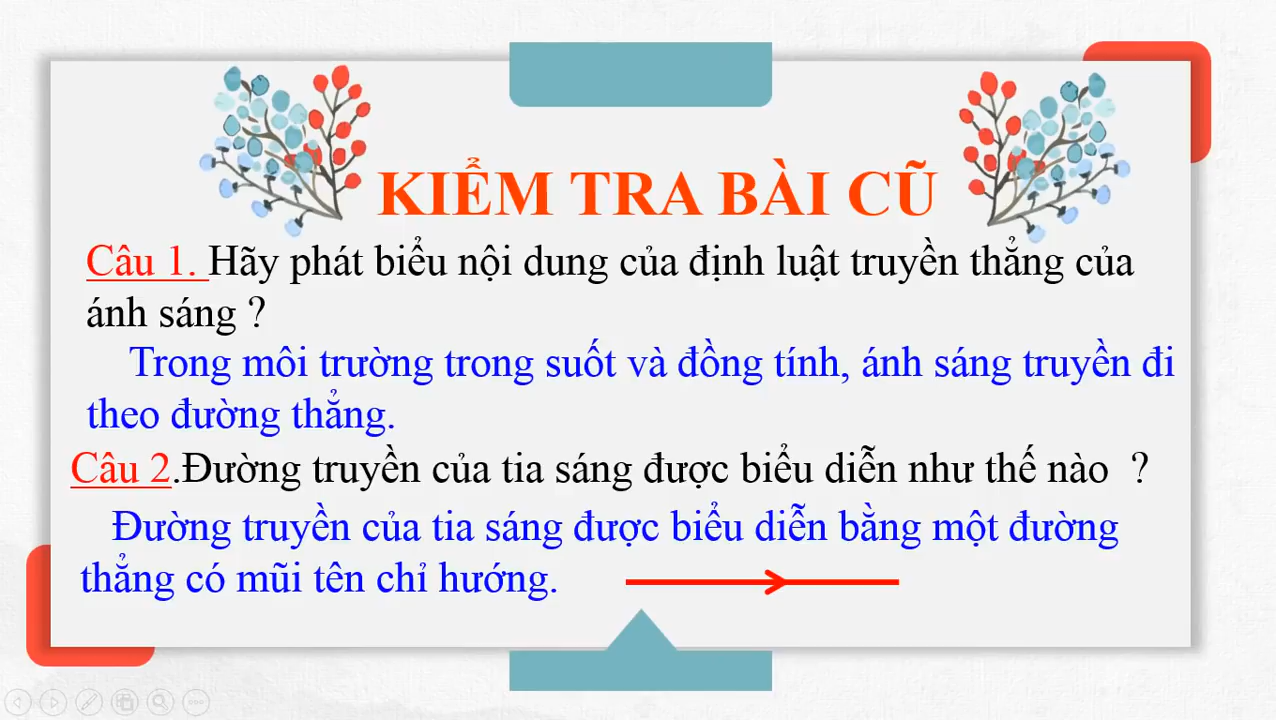 KIỂM TRA BÀI CŨ
Câu 1. Hãy phát biểu nội dung của định luật truyền thẳng của
ánh sáng ?
Trong môi trường trong suốt và đồng tính, ánh sáng truyền đi
theo đường thẳng.
Câu 2.Đường truyền của tia sáng được biểu diễn như thế nào ?
Đường truyền của tia sáng được biểu diễn bằng một đường
thẳng có mũi tên chỉ hướng.